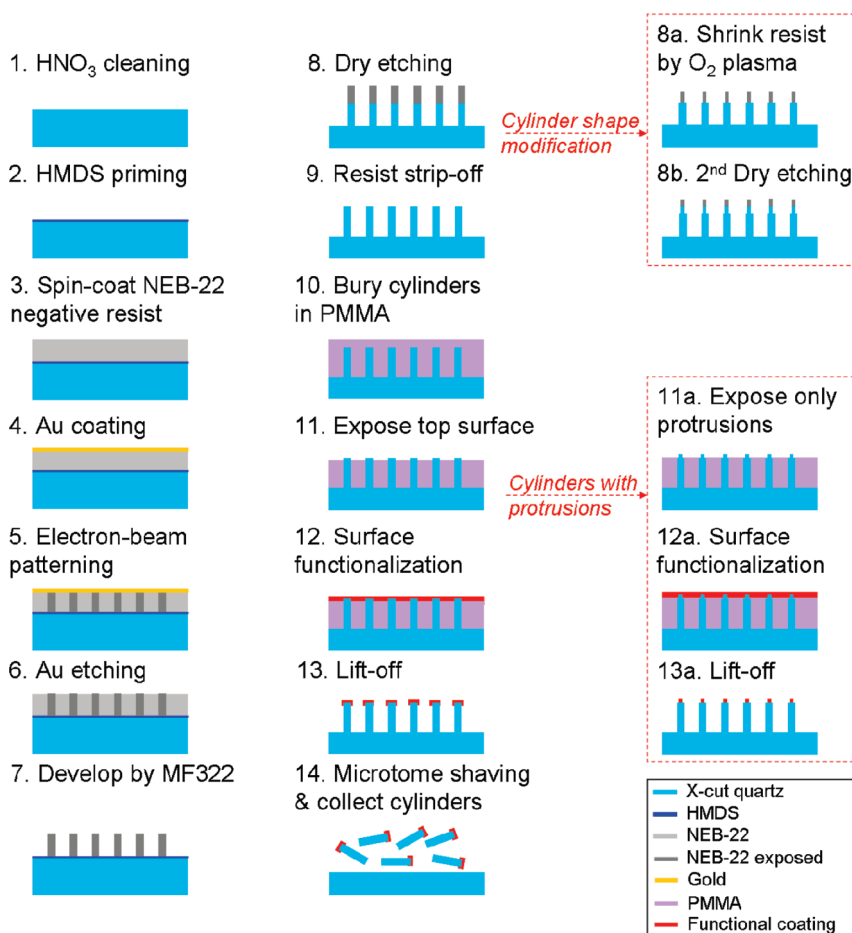 1. HNO₃ cleaning
2. HMDS priming
3. Spin-coat NEB-22
negative resist
4. Au coating
5. Electron-beam
patterning
6. Au etching
7. Develop by MF322
8. Dry etching
9. Resist strip-off
10. Bury cylinders
in PMMA
11. Expose top surface
12. Surface
functionalization
13. Lift-off
14. Microtome shaving
& collect cylinders
Cylinder shape
modification
8a. Shrink resist
by O₂ plasma
8b. 2ⁿᵈ Dry etching
Cylinders with
protrusions
11a. Expose only
protrusions
12a. Surface
functionalization
13a. Lift-off
X-cut quartz
HMDS
NEB-22
NEB-22 exposed
Gold
PMMA
Functional coating